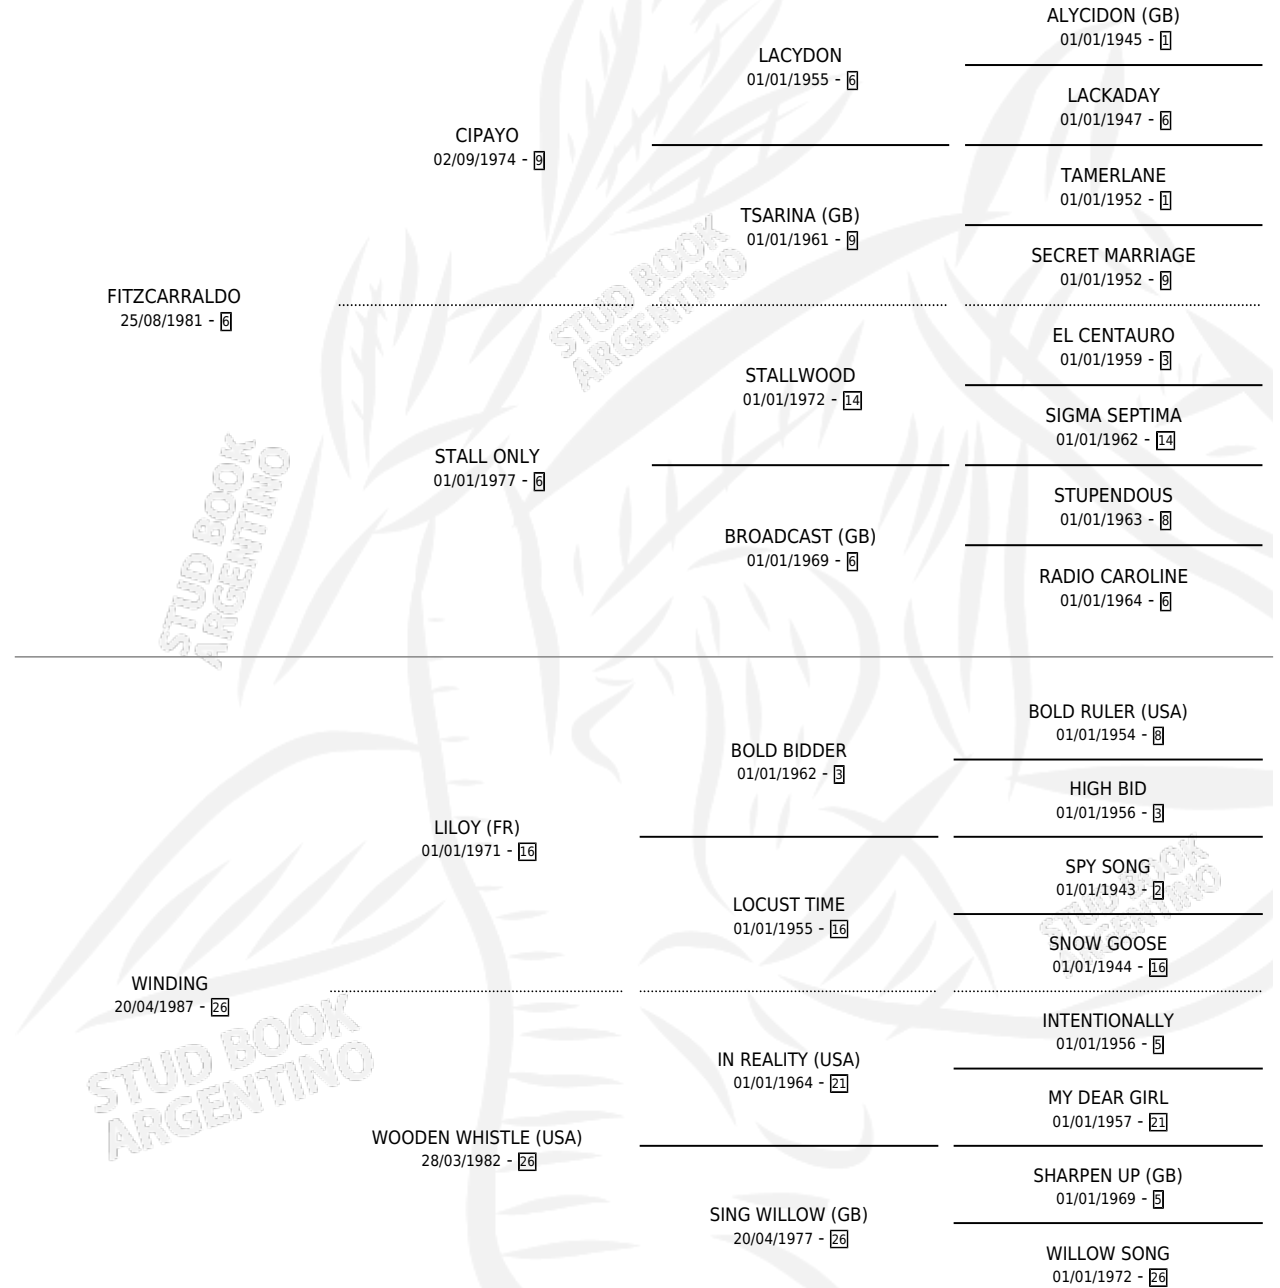 ALYCIDON (GB)
01/01/1945 - 1
LACYDON
01/01/1955 - 6
LACKADAY
01/01/1947 - 6
CIPAYO
02/09/1974 - 9
TAMERLANE
01/01/1952 - 1
TSARINA (GB)
01/01/1961 - 9
SECRET MARRIAGE
01/01/1952 - 9
FITZCARRALDO
25/08/1981 - 6
STUD BOOK
ARGENTINO
EL CENTAURO
01/01/1959 - 3
STALLWOOD
01/01/1972 - 14
SIGMA SEPTIMA
01/01/1962 - 14
STALL ONLY
01/01/1977 - 6
STUPENDOUS
01/01/1963 - 8
BROADCAST (GB)
01/01/1969 - 6
RADIO CAROLINE
01/01/1964 - 6
STUD BOOK
ARGENTINO
BOLD RULER (USA)
01/01/1954 - 8
BOLD BIDDER
01/01/1962 - 3
HIGH BID
01/01/1956 - 3
LILOY (FR)
01/01/1971 - 16
SPY SONG
01/01/1943 - 2
LOCUST TIME
01/01/1955 - 16
STUD BOOK
ARGENTINO
SNOW GOOSE
01/01/1944 - 16
WINDING
20/04/1987 - 26
INTENTIONALLY
01/01/1956 - 5
IN REALITY (USA)
01/01/1964 - 21
STUD BOOK
ARGENTINO
MY DEAR GIRL
01/01/1957 - 21
WOODEN WHISTLE (USA)
28/03/1982 - 26
SHARPEN UP (GB)
01/01/1969 - 5
SING WILLOW (GB)
20/04/1977 - 26
WILLOW SONG
01/01/1972 - 26